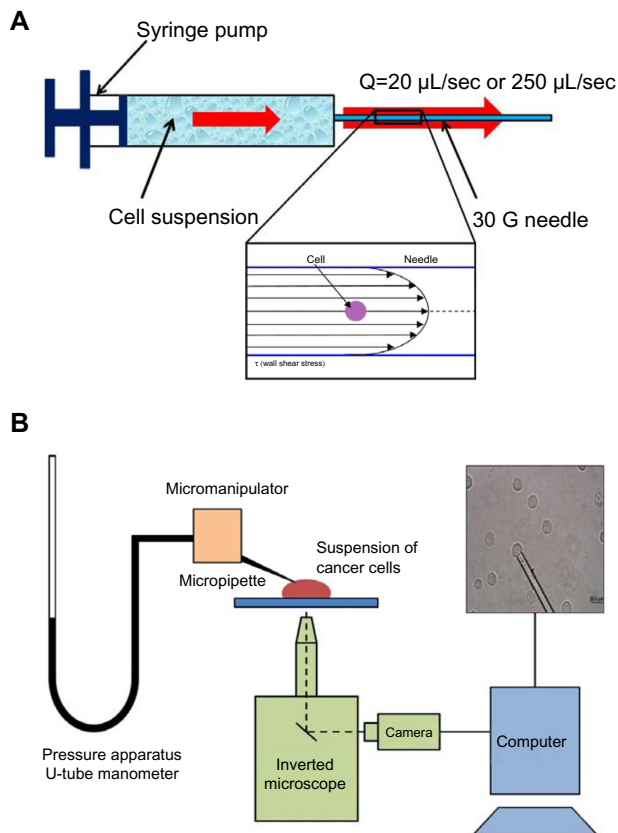 A
Syringe pump
Q=20 µL/sec or 250 µL/sec
Cell suspension
30 G needle
Cell
Needle
τ (wall shear stress)
B
Micromanipulator
Micropipette
Suspension of
cancer cells
Pressure apparatus
U-tube manometer
Inverted
microscope
Camera
Computer